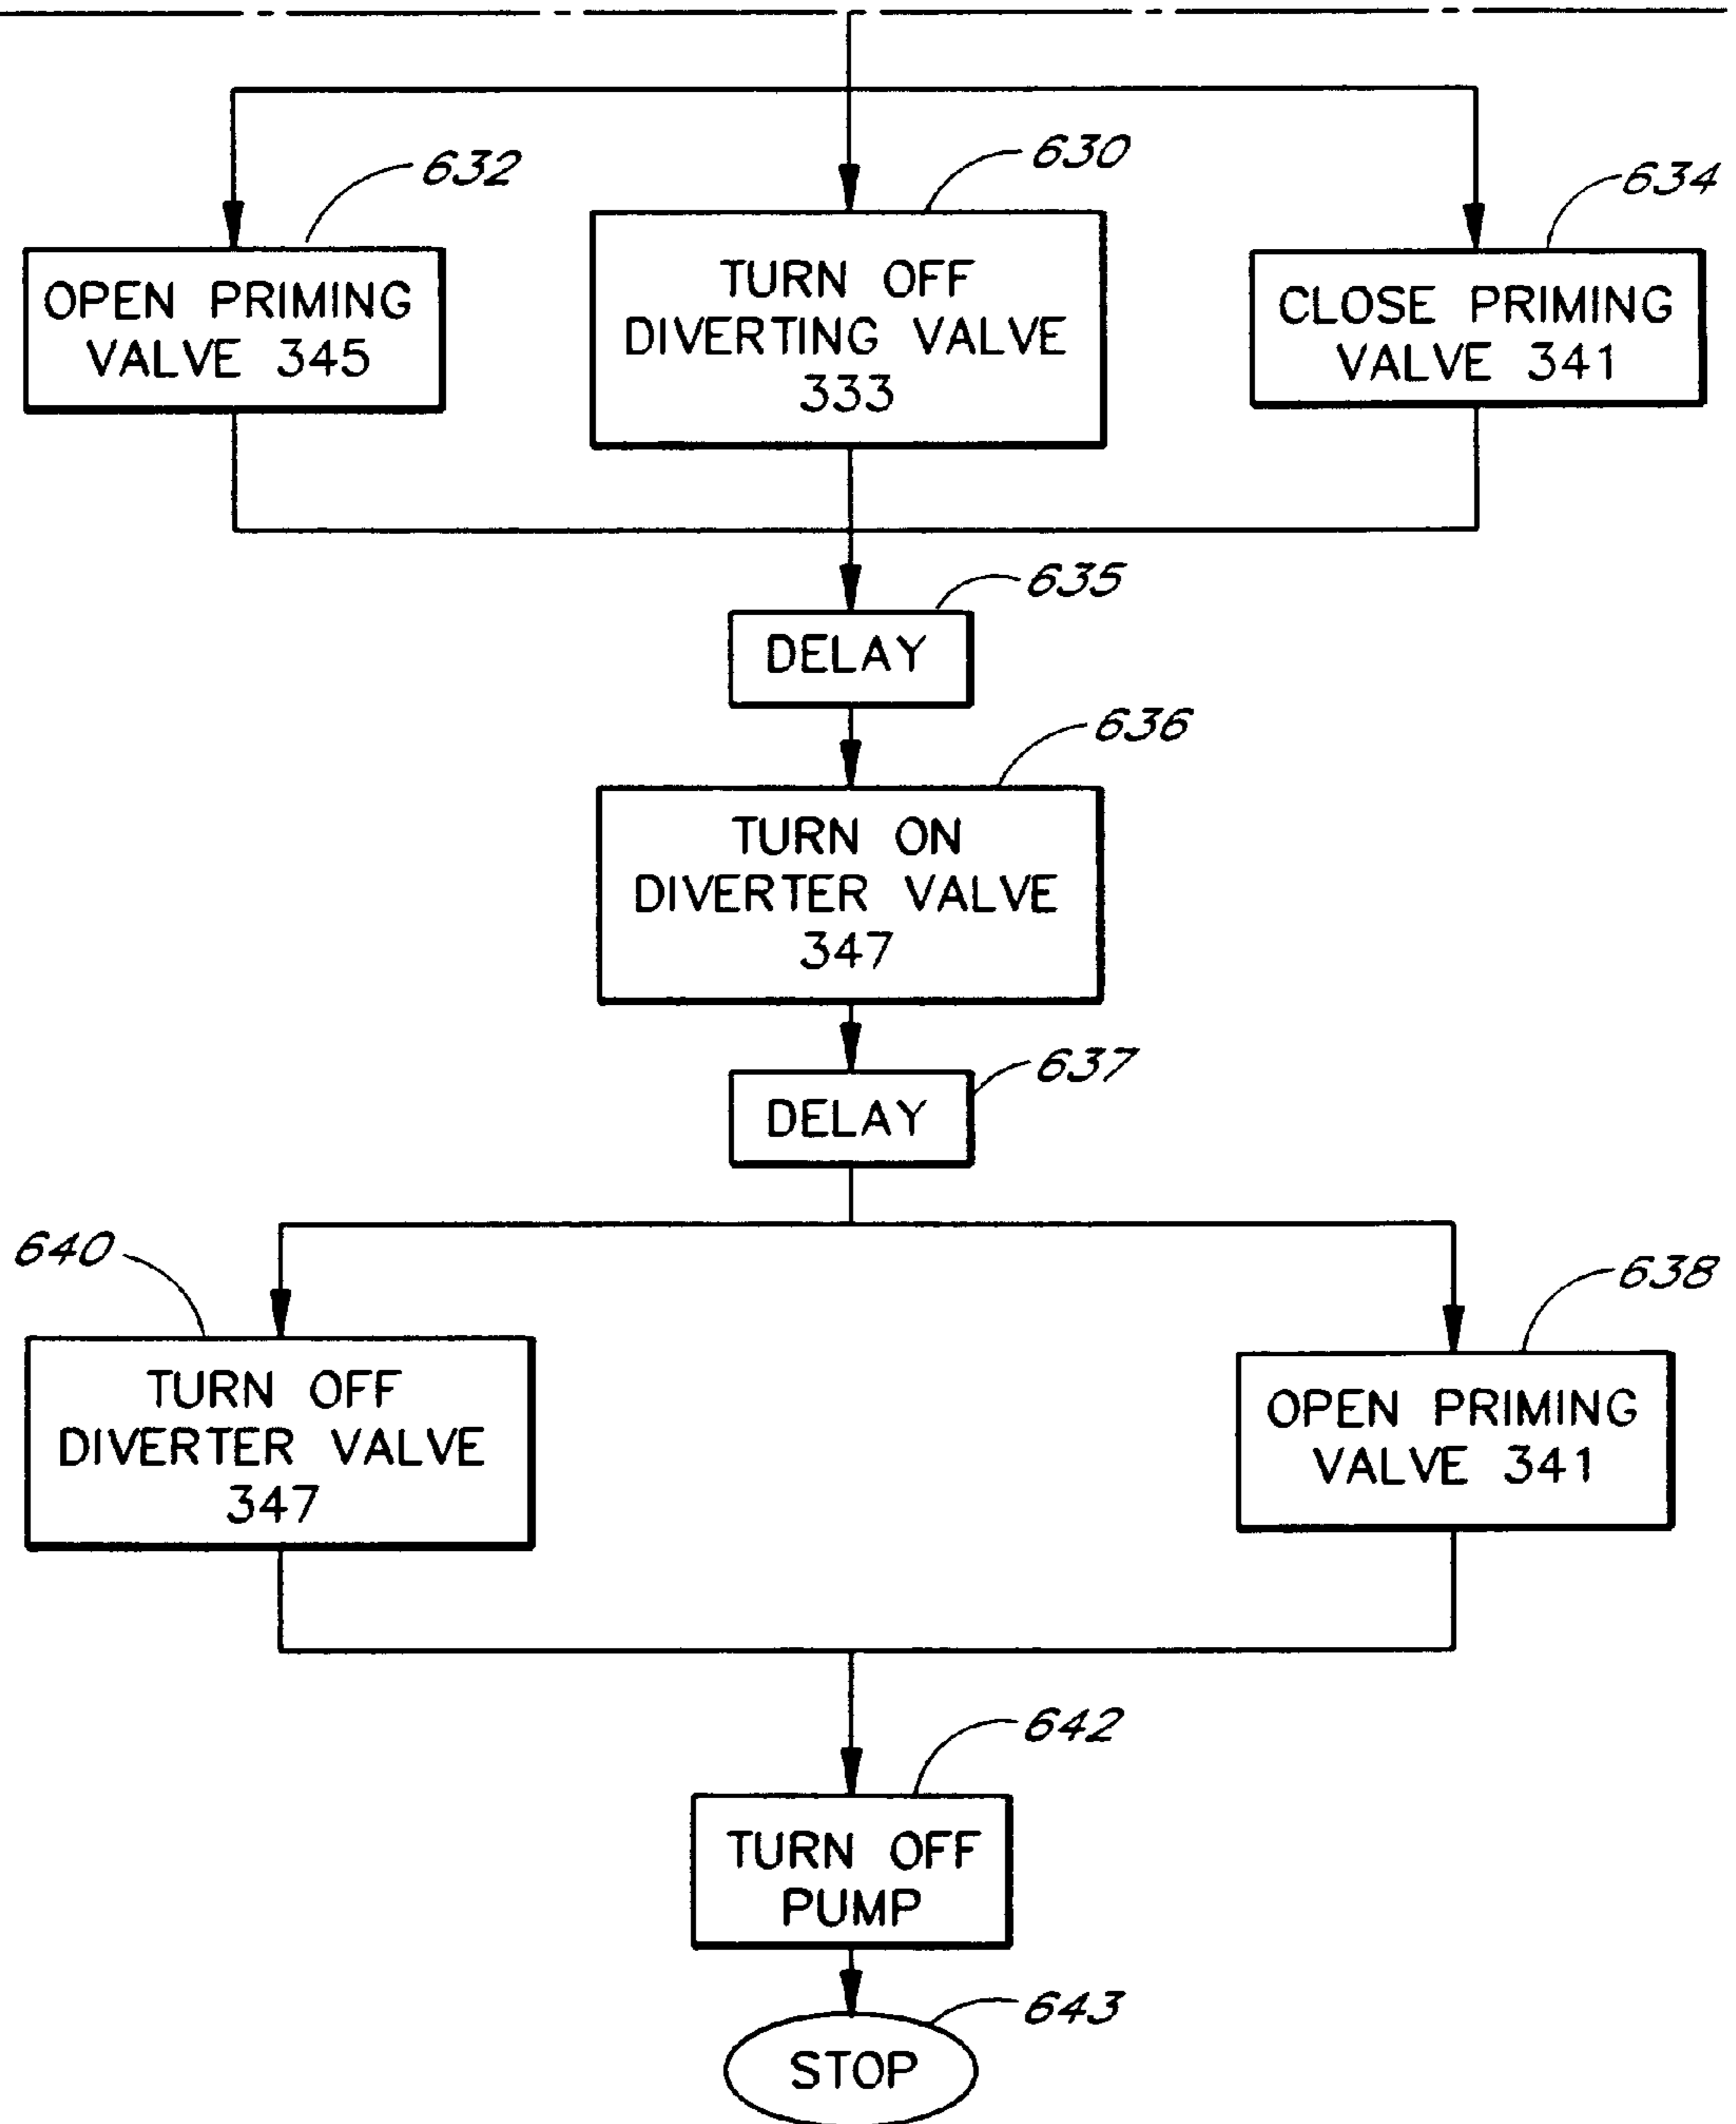 632
630
634
OPEN PRIMING
VALVE 345
TURN OFF
DIVERTING VALVE
333
CLOSE PRIMING
VALVE 341
635
DELAY
636
TURN ON
DIVERTER VALVE
347
637
DELAY
640
638
TURN OFF
DIVERTER VALVE
347
OPEN PRIMING
VALVE 341
642
TURN OFF
PUMP
643
STOP